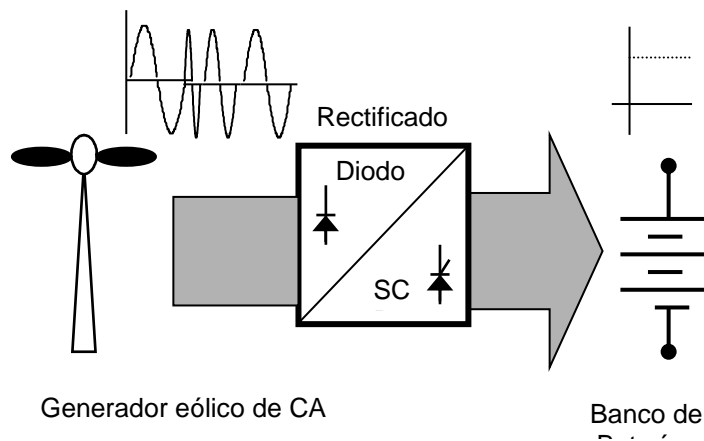 Rectificado
Diodo
SC
Generador eólico de CA
Banco de